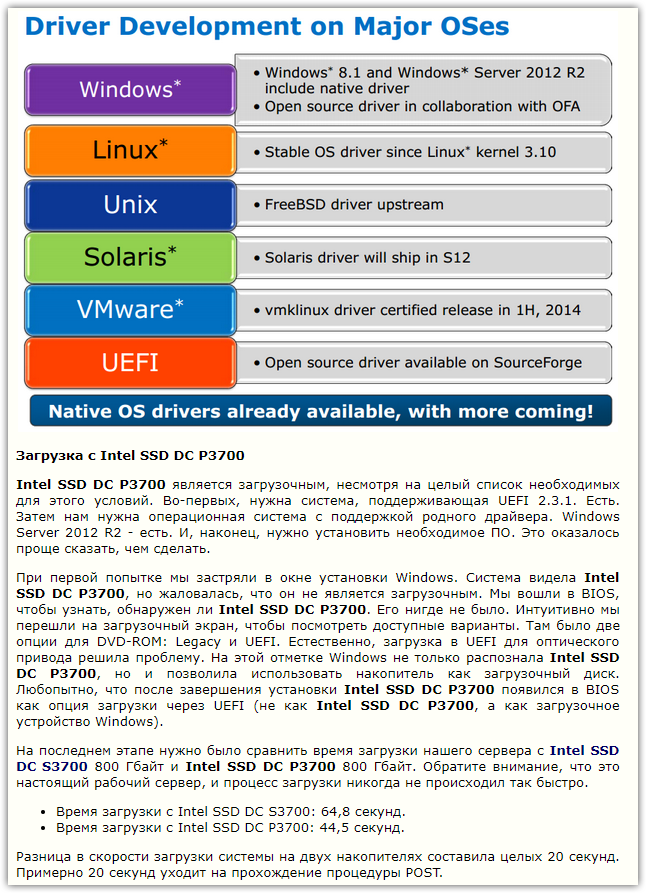 Driver Development on Major OSes
Windows*
• Windows* 8.1 and Windows* Server 2012 R2
include native driver
• Open source driver in collaboration with OFA
Linux*
• Stable OS driver since Linux* kernel 3.10
Unix
• FreeBSD driver upstream
Solaris*
• Solaris driver will ship in S12
VMware*
• vmklinux driver certified release in 1H, 2014
UEFI
• Open source driver available on SourceForge
Native OS drivers already available, with more coming!
Загрузка с Intel SSD DC P3700
Intel SSD DC P3700 является загрузочным, несмотря на целый список необходимых
для этого условий. Во-первых, нужна система, поддерживающая UEFI 2.3.1. Есть.
Затем нам нужна операционная система с поддержкой родного драйвера. Windows
Server 2012 R2 - есть. И, наконец, нужно установить необходимое ПО. Это оказалось
проще сказать, чем сделать.
При первой попытке мы застряли в окне установки Windows. Система видела Intel
SSD DC P3700, но жаловалась, что он не является загрузочным. Мы вошли в BIOS,
чтобы узнать, обнаружен ли Intel SSD DC P3700. Его нигде не было. Интуитивно мы
перешли на загрузочный экран, чтобы посмотреть доступные варианты. Там было две
опции для DVD-ROM: Legacy и UEFI. Естественно, загрузка в UEFI для оптического
привода решила проблему. На этой отметке Windows не только распознала Intel SSD
DC P3700, но и позволила использовать накопитель как загрузочный диск.
Любопытно, что после завершения установки Intel SSD DC P3700 появился в BIOS
как опция загрузки через UEFI (не как Intel SSD DC P3700, а как загрузочное
устройство Windows).
На последнем этапе нужно было сравнить время загрузки нашего сервера с Intel SSD
DC S3700 800 Гбайт и Intel SSD DC P3700 800 Гбайт. Обратите внимание, что это
настоящий рабочий сервер, и процесс загрузки никогда не происходил так быстро.
• Время загрузки с Intel SSD DC S3700: 64,8 секунд.
• Время загрузки с Intel SSD DC P3700: 44,5 секунд.
Разница в скорости загрузки системы на двух накопителях составила целых 20 секунд.
Примерно 20 секунд уходит на прохождение процедуры POST.